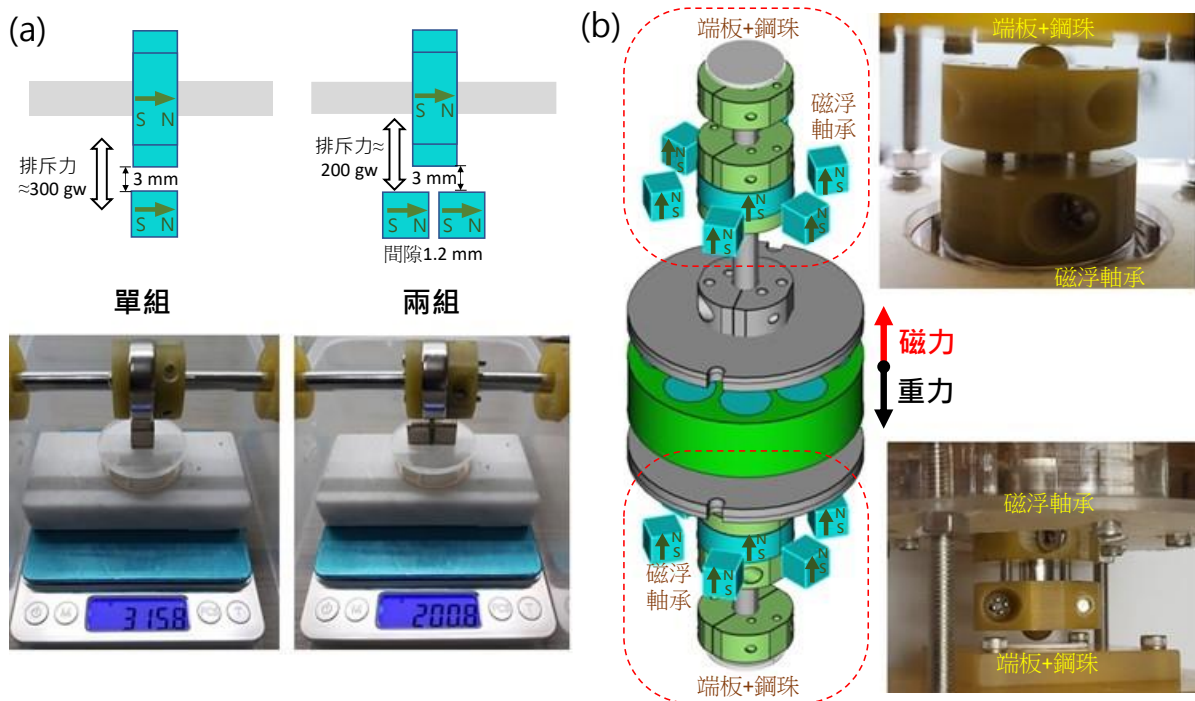 (a)
S N
排斥力
≈300 gw
3 mm
S N
單組
S N
排斥力≈
200 gw
3 mm
S N
S N
間隙1.2 mm
兩組
315.8
200.8
(b)
端板+鋼珠
磁浮
軸承
N
S
N
S
N
S
N
S
N
S
N
S
磁力
重力
N
S
N
S
N
S
N
S
N
S
磁浮
軸承
端板+鋼珠
端板+鋼珠
磁浮軸承
磁浮軸承
端板+鋼珠